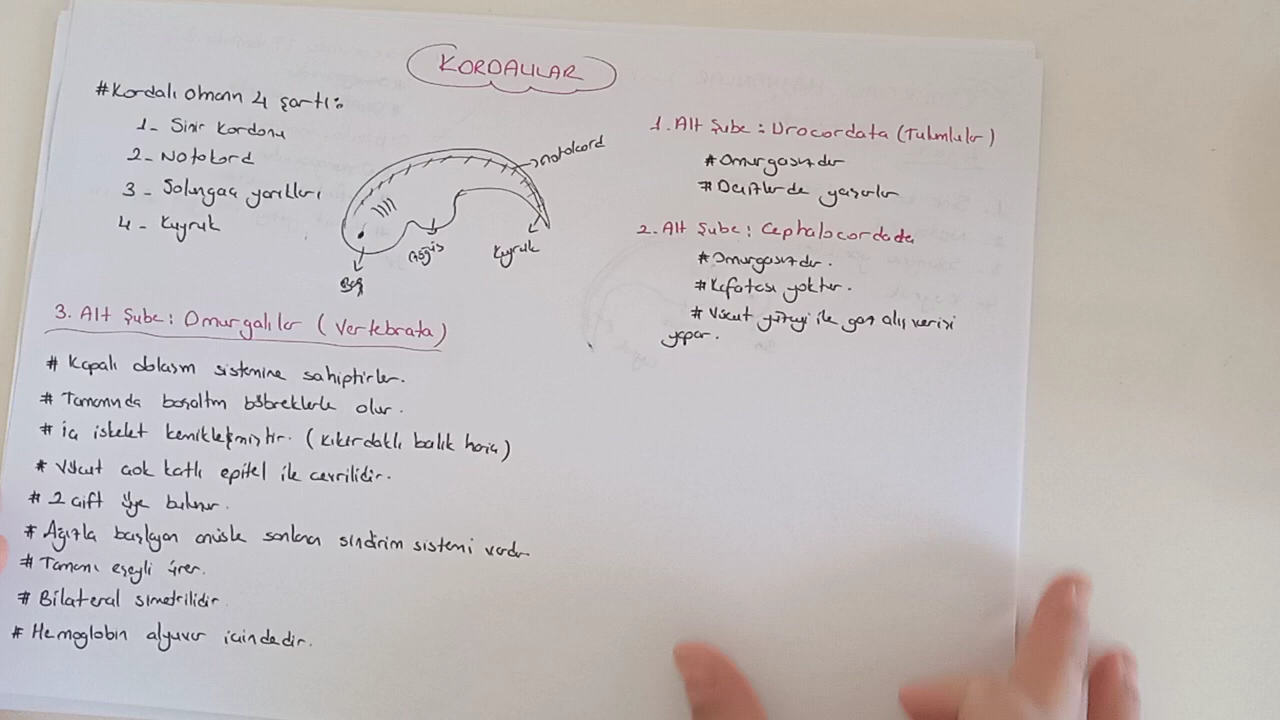 KORDALILAR
#Kordalı olmanın 4 şartı:
1- Sinir kordonu
2- Notokord
3- Solungaç yarıkları
4- Kuyruk
notokord
Ağıs
Kuyruk
Baş
1. Alt Şube: Urocordata (Tulumlular)
#Omurgasızdır
#Denizlerde yaşarlar
2. Alt Şube: Cephalocordada
#Omurgasızdır.
#Kafatası yoktur.
#Vücut yüzeyi ile gaz alış verişi
yapar.
3. Alt Şube: Omurgalılar (Vertebrata)
# Kapalı dolaşım sistemine sahiptirler.
# Tamamında boşaltım böbreklerle olur.
# İç iskelet kemikleşmiştir. (kıkırdaklı balık hariç)
# Vücut çok katlı epitel ile çevrilidir.
# 2 çift üye bulunur.
# Ağızla başlayan anüsle sonlanan sindirim sistemi vardır
# Tamamı eşeyli ürer.
# Bilateral simetrilidir.
# Hemoglobin alyuvar içindedir.